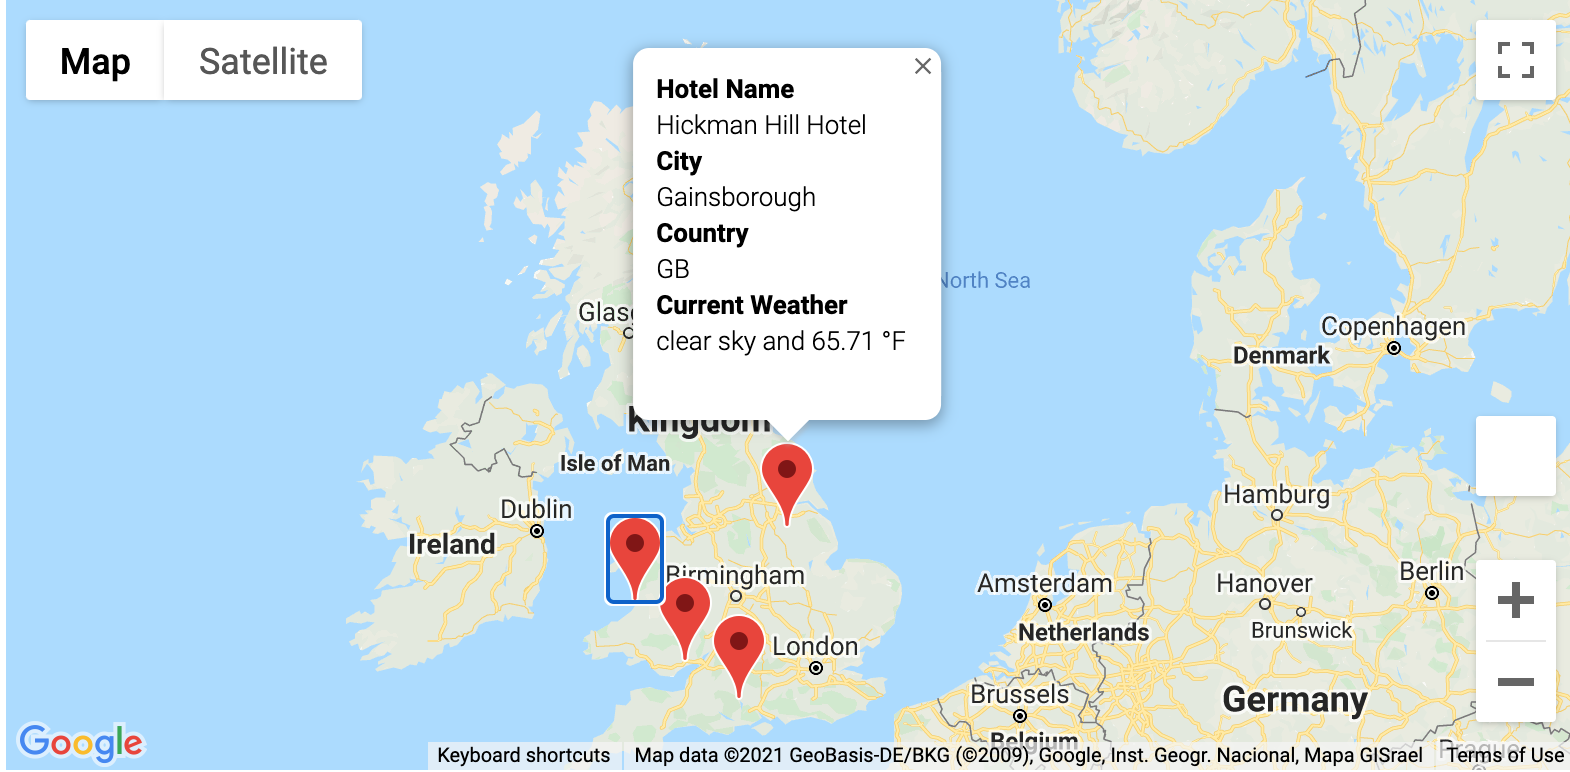 Map
Satellite
Hotel Name
Hickman Hill Hotel
City
Gainsborough
Country
GB
Current Weather
clear sky and 65.71 °F
North Sea
Glasg
Copenhagen
Denmark
Kingdom
Isle of Man
Dublin
Ireland
Hamburg
Birmingham
Amsterdam
Hanover
Berlin
Netherlands
Brunswick
London
Brussels
Germany
Belgium
Prague
Google
Keyboard shortcuts
Map data ©2021 GeoBasis-DE/BKG (©2009), Google, Inst. Geogr. Nacional, Mapa GISrael
Terms of Use